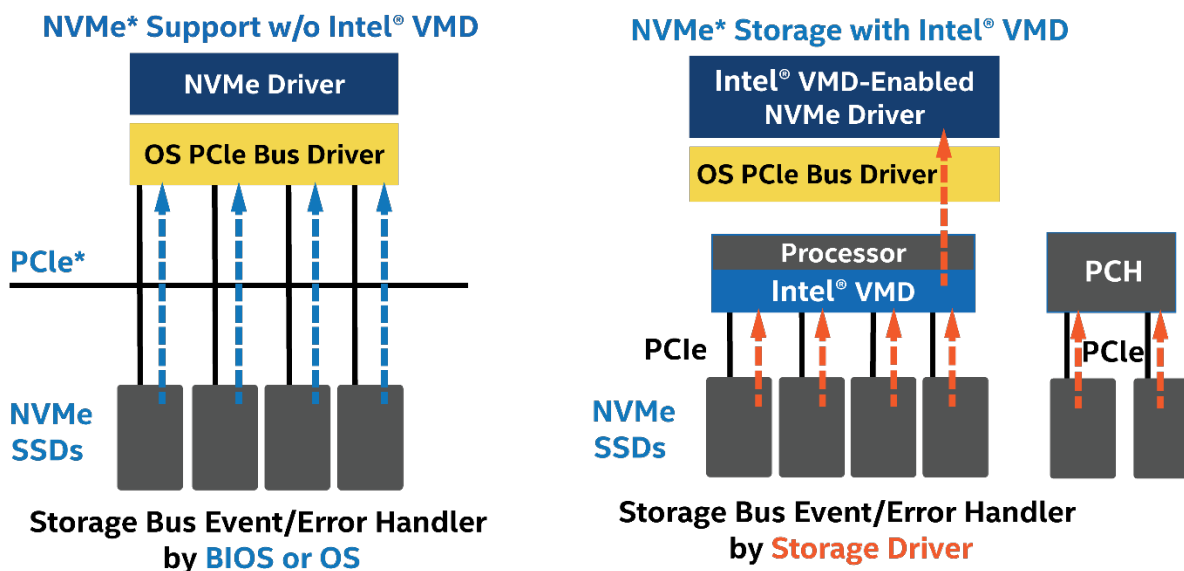 NVMe* Support w/o Intel® VMD
NVMe Driver
OS PCIe Bus Driver
PCIe*
NVMe
SSDs
Storage Bus Event/Error Handler
by BIOS or OS
NVMe* Storage with Intel® VMD
Intel® VMD-Enabled
NVMe Driver
OS PCIe Bus Driver
Processor
Intel® VMD
PCH
PCIe
PCIe
NVMe
SSDs
Storage Bus Event/Error Handler
by Storage Driver